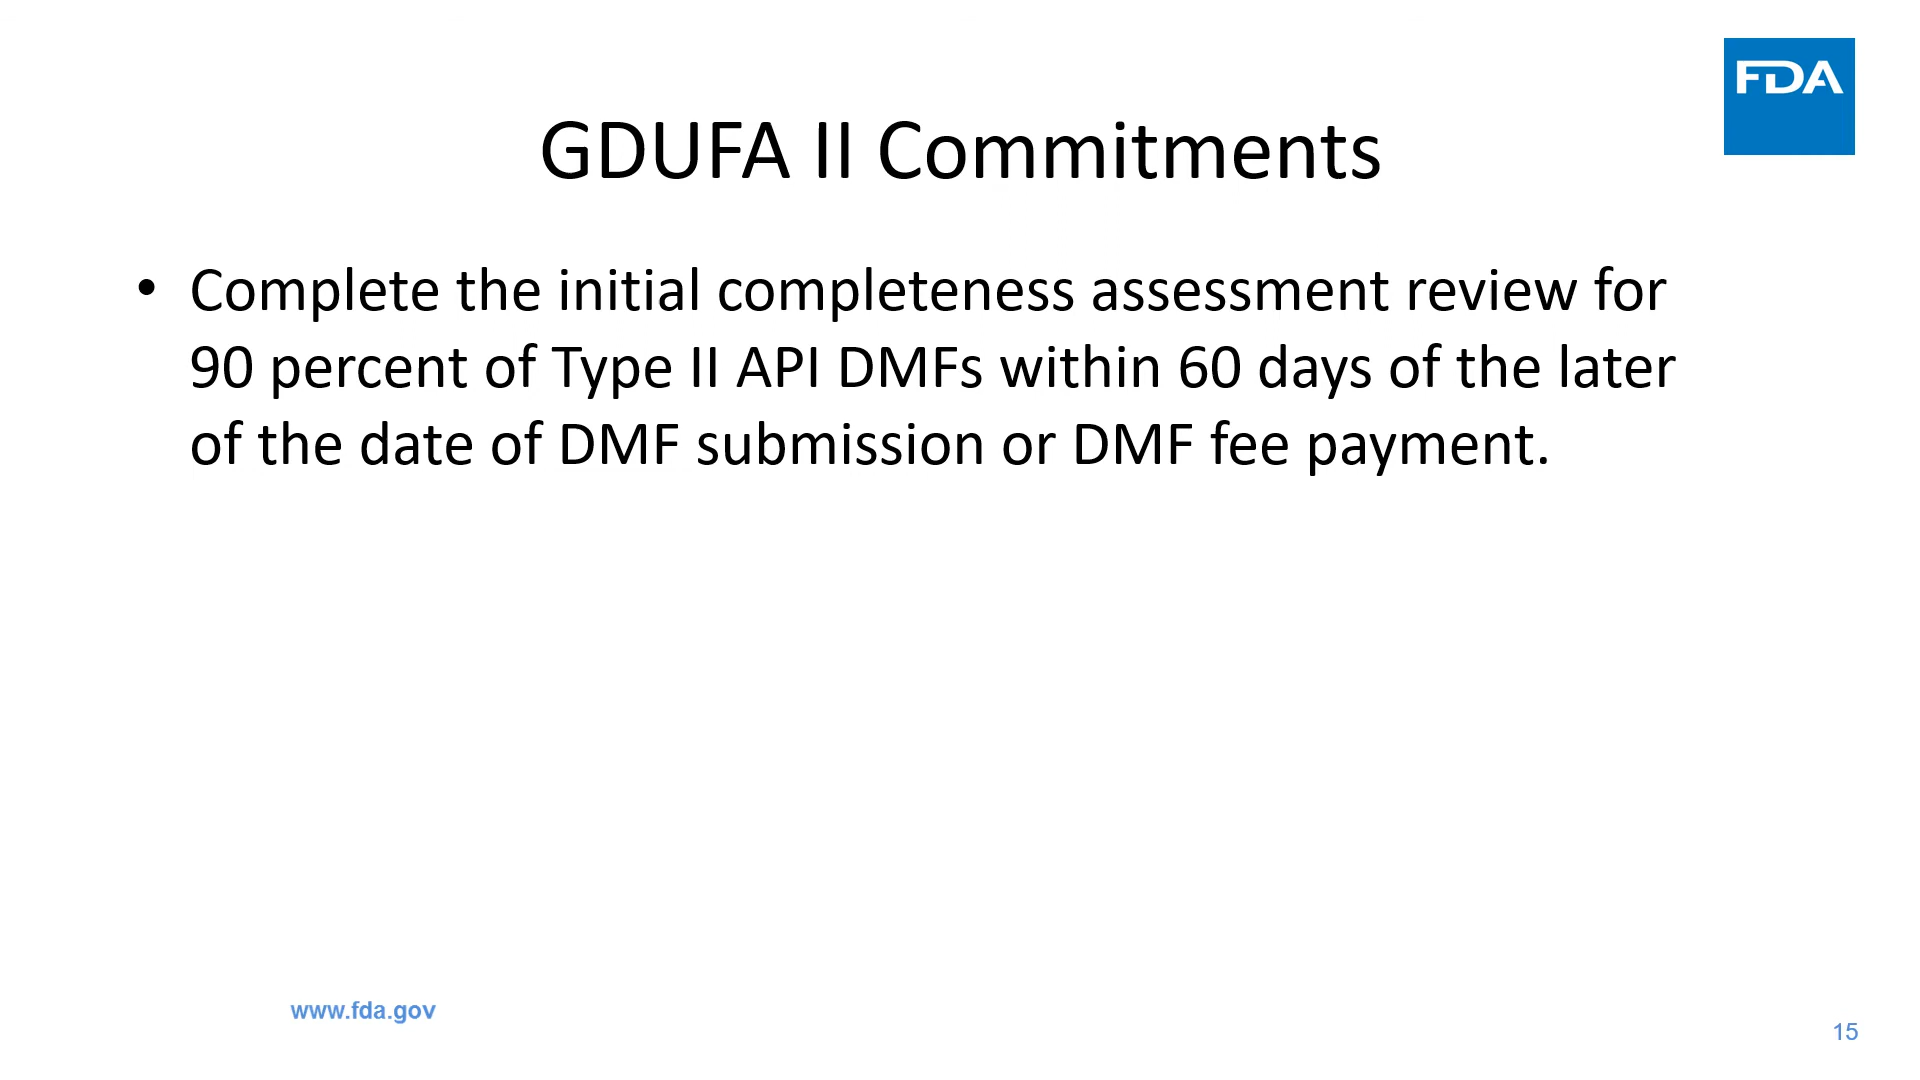 FDA
GDUFA II Commitments
• Complete the initial completeness assessment review for
90 percent of Type II API DMFs within 60 days of the later
of the date of DMF submission or DMF fee payment.
www.fda.gov
15